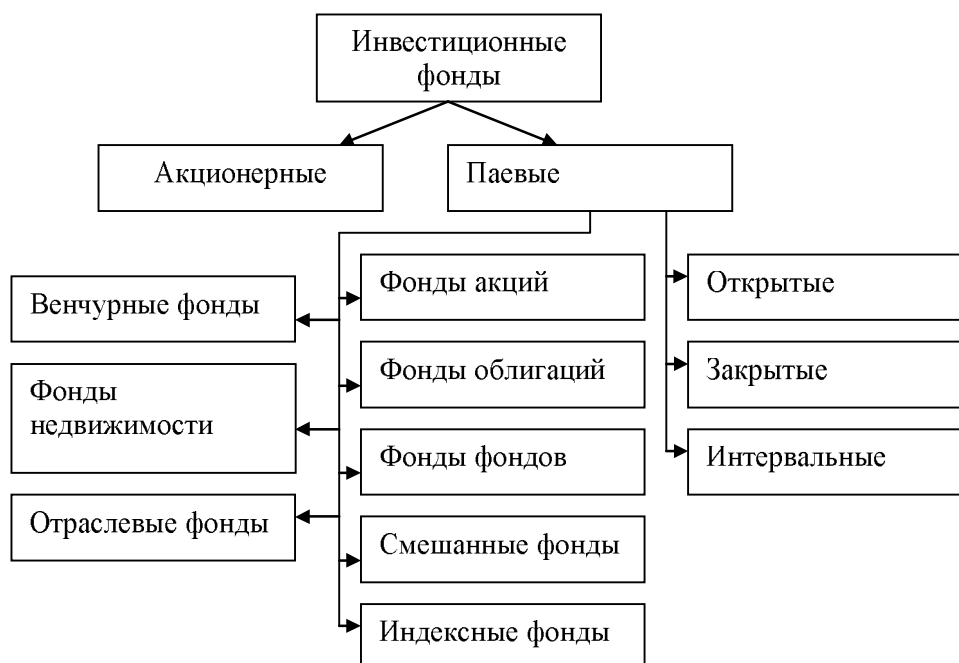 Инвестиционные
фонды
Акционерные
Паевые
Венчурные фонды
Фонды
недвижимости
Отраслевые фонды
Фонды акций
Фонды облигаций
Фонды фондов
Смешанные фонды
Индексные фонды
Открытые
Закрытые
Интервальные